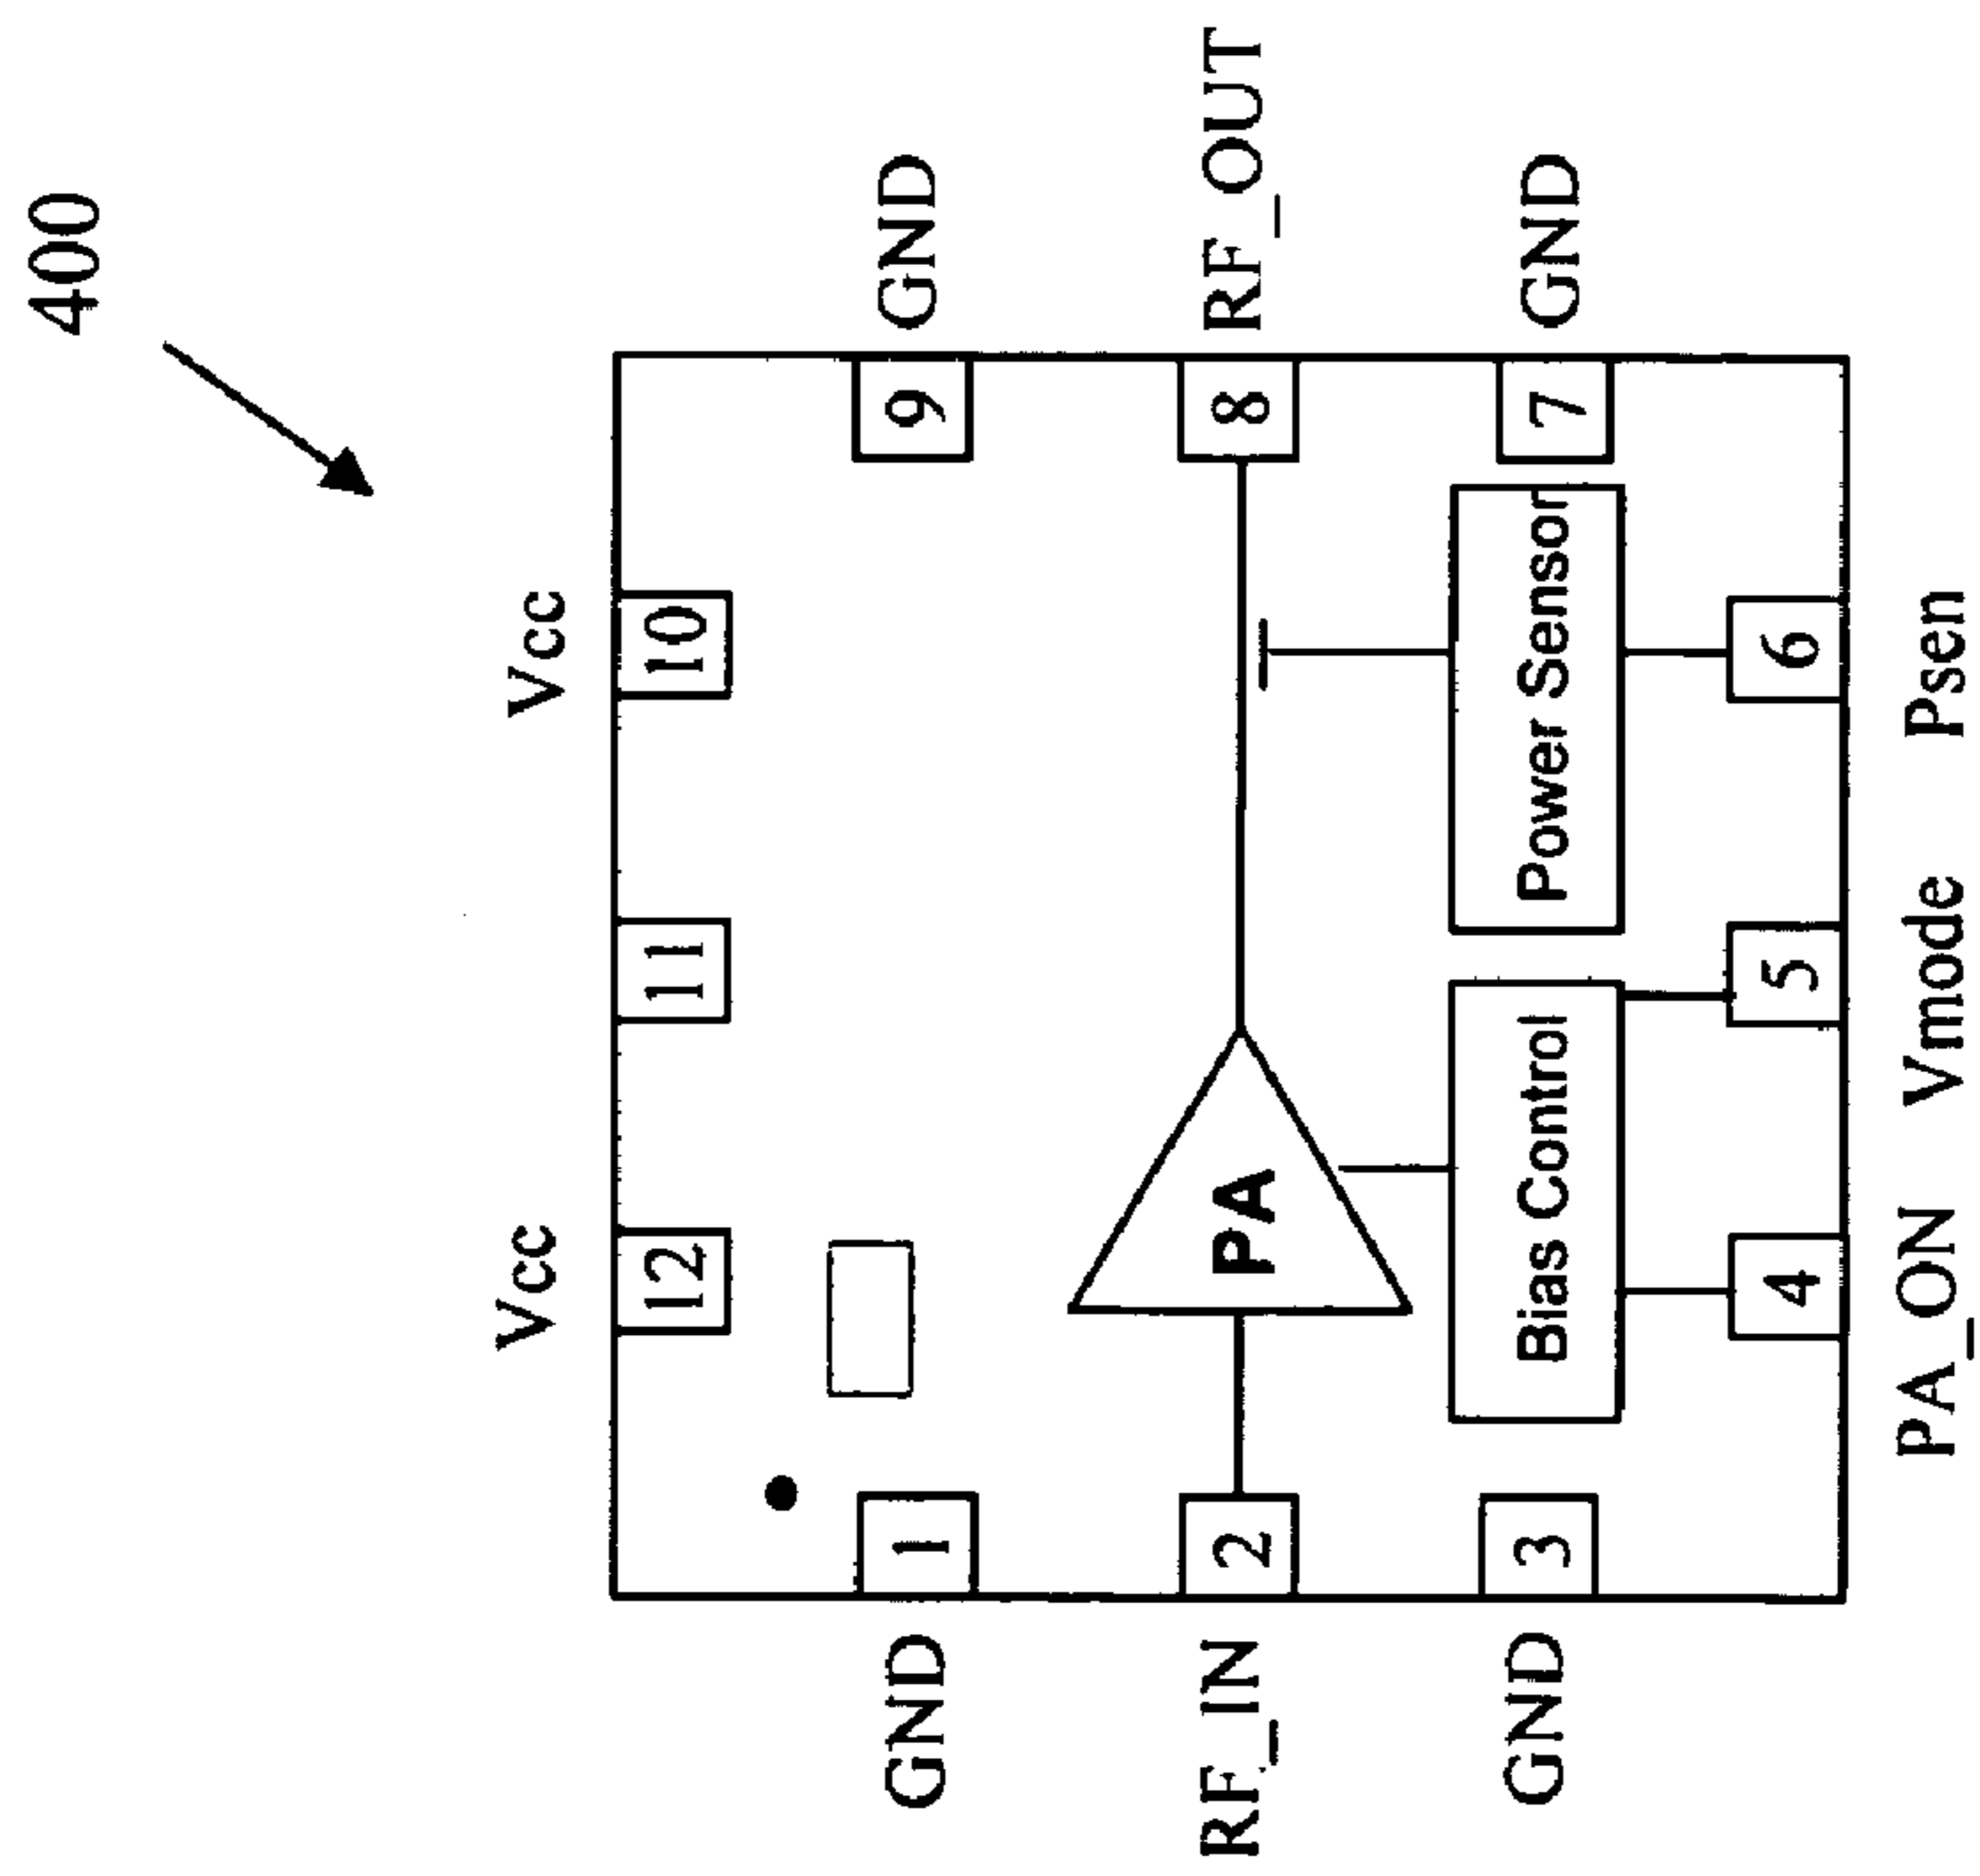 400
Vcc
Vcc
12
11
10
GND
1
9
GND
RF_IN
2
PA
8
RF_OUT
GND
3
Bias Control
Power Sensor
7
GND
4
5
6
PA_ON
Vmode
Psen